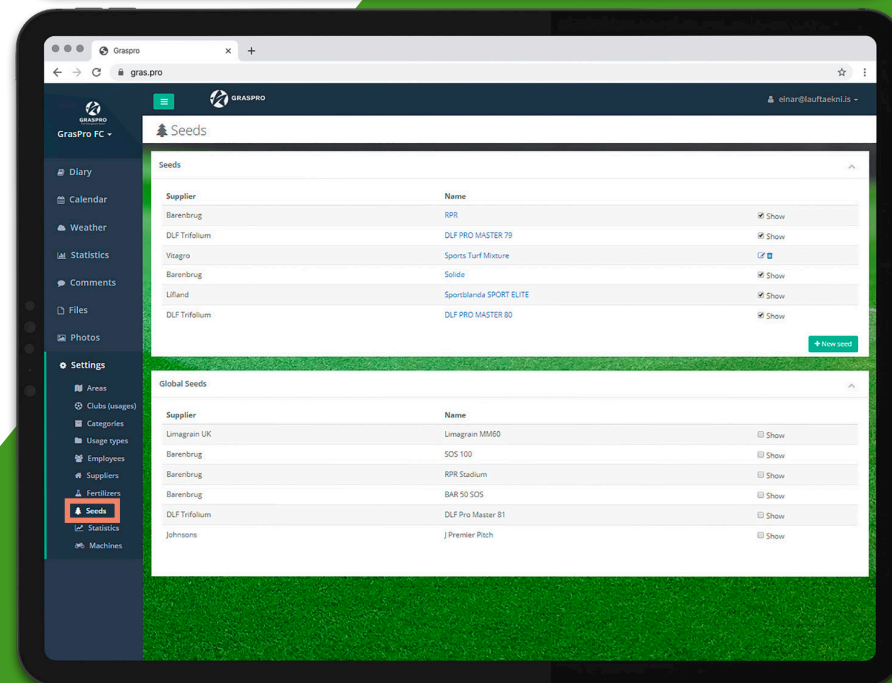 Graspro
gras.pro
GRASPRO
GrasPro FC
GRASPRO
einar@lauftaekni.is
Seeds
Diary
Calendar
Weather
Statistics
Comments
Files
Photos
Settings
Areas
Clubs (usages)
Categories
Usage types
Employees
Suppliers
Fertilizers
Seeds
Statistics
Machines
Seeds
Supplier Name
Barenbrug RPR Show
DLF Trifolium DLF PRO MASTER 79 Show
Vitagro Sports Turf Mixture
Barenbrug Solide Show
Lífland Sportblanda SPORT ELITE Show
DLF Trifolium DLF PRO MASTER 80 Show
+ New seed
Global Seeds
Supplier Name
Limagrain UK Limagrain MM60 Show
Barenbrug SOS 100 Show
Barenbrug RPR Stadium Show
Barenbrug BAR 50 SOS Show
DLF Trifolium DLF Pro Master 81 Show
Johnsons J Premier Pitch Show